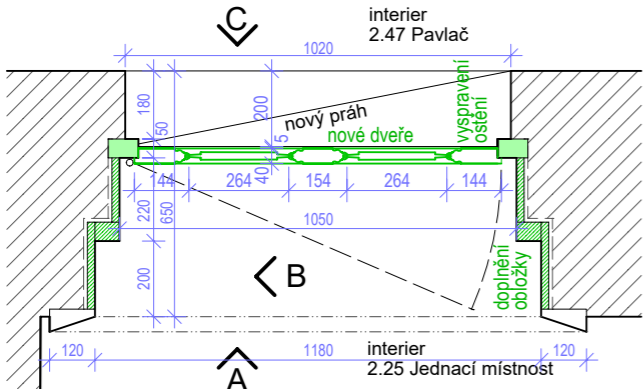 C
interier
2.47 Pavlač
1020
180
200
nový práh
vyspravení
ostění
50
5
nové dveře
40
144
264
154
264
144
220
650
1050
200
B
doplnění
obložky
120
1180
120
A
interier
2.25 Jednací místnost